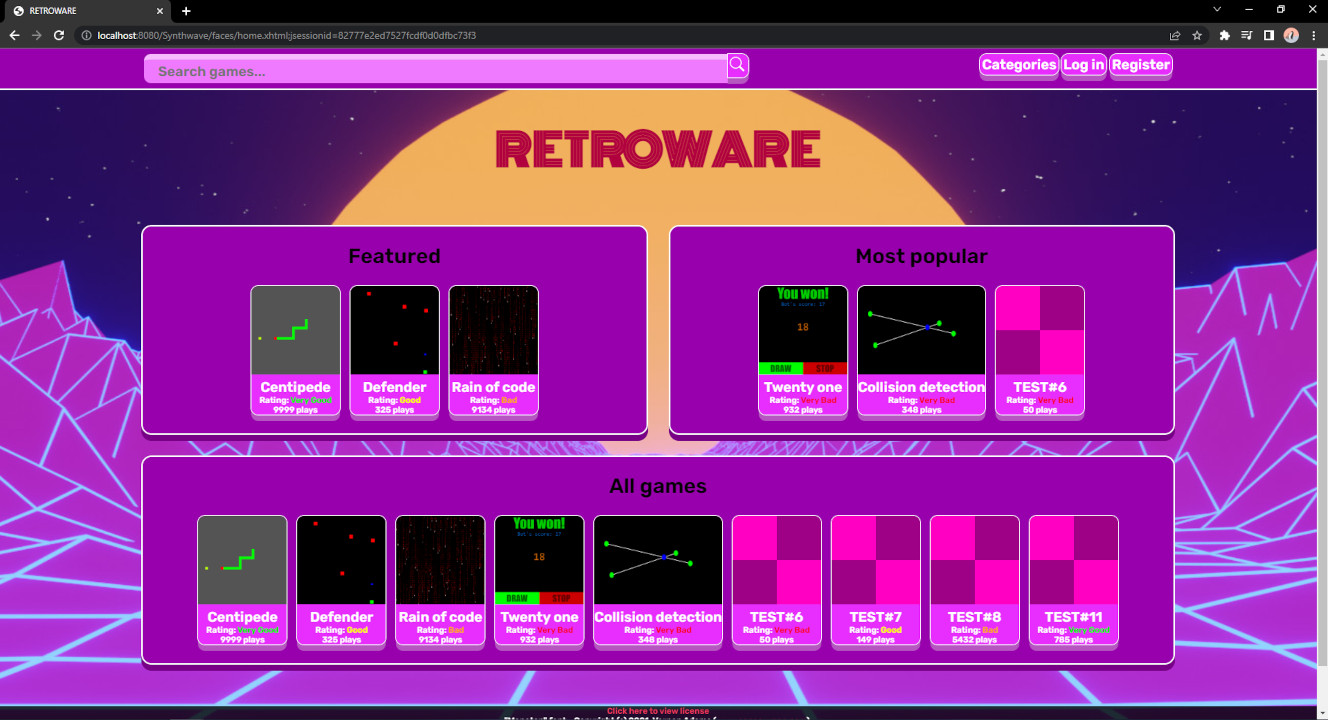 RETROWARE
localhost:8080/Synthwave/faces/home.xhtml;jsessionid=82777e2ed7527fcdf0d0dfbc73f3
Search games...
Categories Log in Register
RETROWARE
Featured
Most popular
Centipede
Rating: Very Good
9999 plays
Defender
Rating: Good
325 plays
Rain of code
Rating: Bad
9134 plays
You won!
Bot's score: 17
18
DRAW STOP
Twenty one
Rating: Very Bad
932 plays
Collision detection
Rating: Very Bad
348 plays
TEST#6
Rating: Very Bad
50 plays
All games
Centipede
Rating: Very Good
9999 plays
Defender
Rating: Good
325 plays
Rain of code
Rating: Bad
9134 plays
You won!
Bot's score: 17
18
DRAW STOP
Twenty one
Rating: Very Bad
932 plays
Collision detection
Rating: Very Bad
348 plays
TEST#6
Rating: Very Bad
50 plays
TEST#7
Rating: Good
149 plays
TEST#8
Rating: Bad
5432 plays
TEST#11
Rating: Very Good
785 plays
Click here to view license